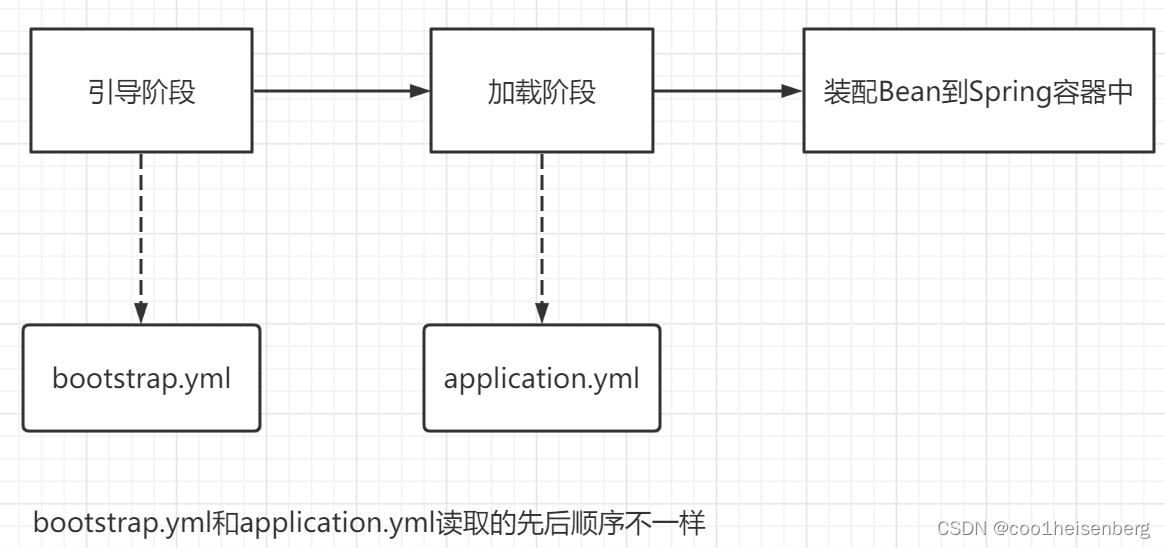 引导阶段
加载阶段
装配Bean到Spring容器中
bootstrap.yml
application.yml
bootstrap.yml和application.yml读取的先后顺序不一样
CSDN @coo1heisenberg